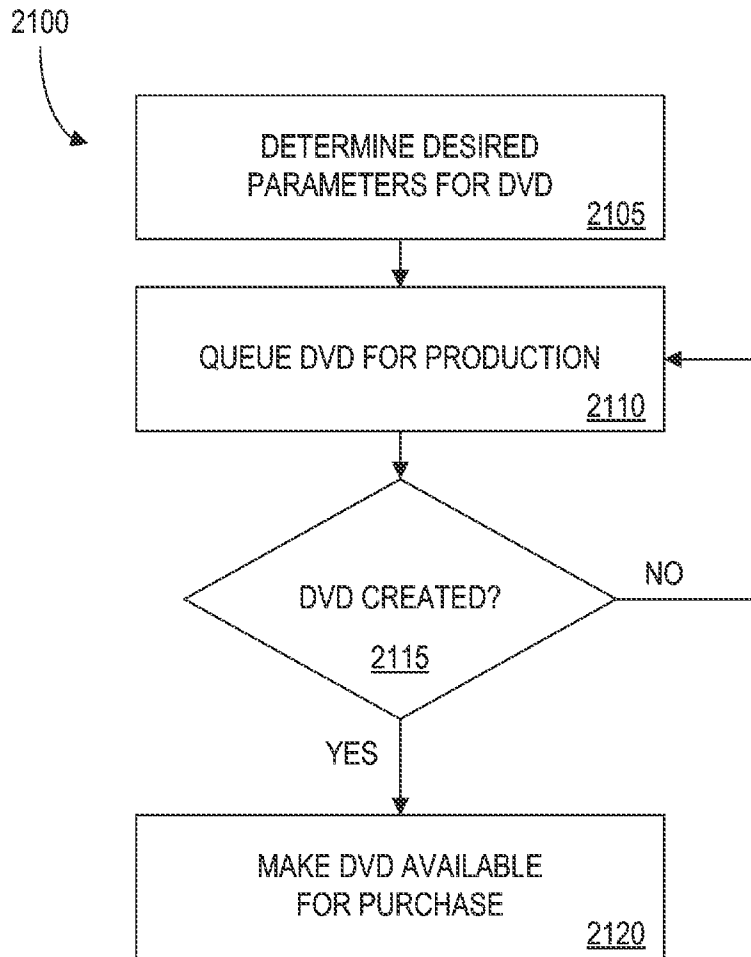 2100
DETERMINE DESIRED
PARAMETERS FOR DVD
2105
QUEUE DVD FOR PRODUCTION
2110
DVD CREATED?
2115
NO
YES
MAKE DVD AVAILABLE
FOR PURCHASE
2120